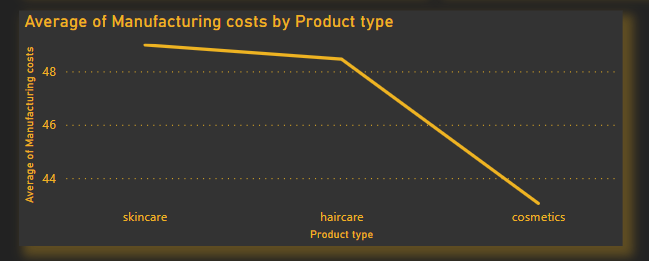 Average of Manufacturing costs by Product type
Average of Manufacturing costs
48
46
44
skincare haircare cosmetics
Product type